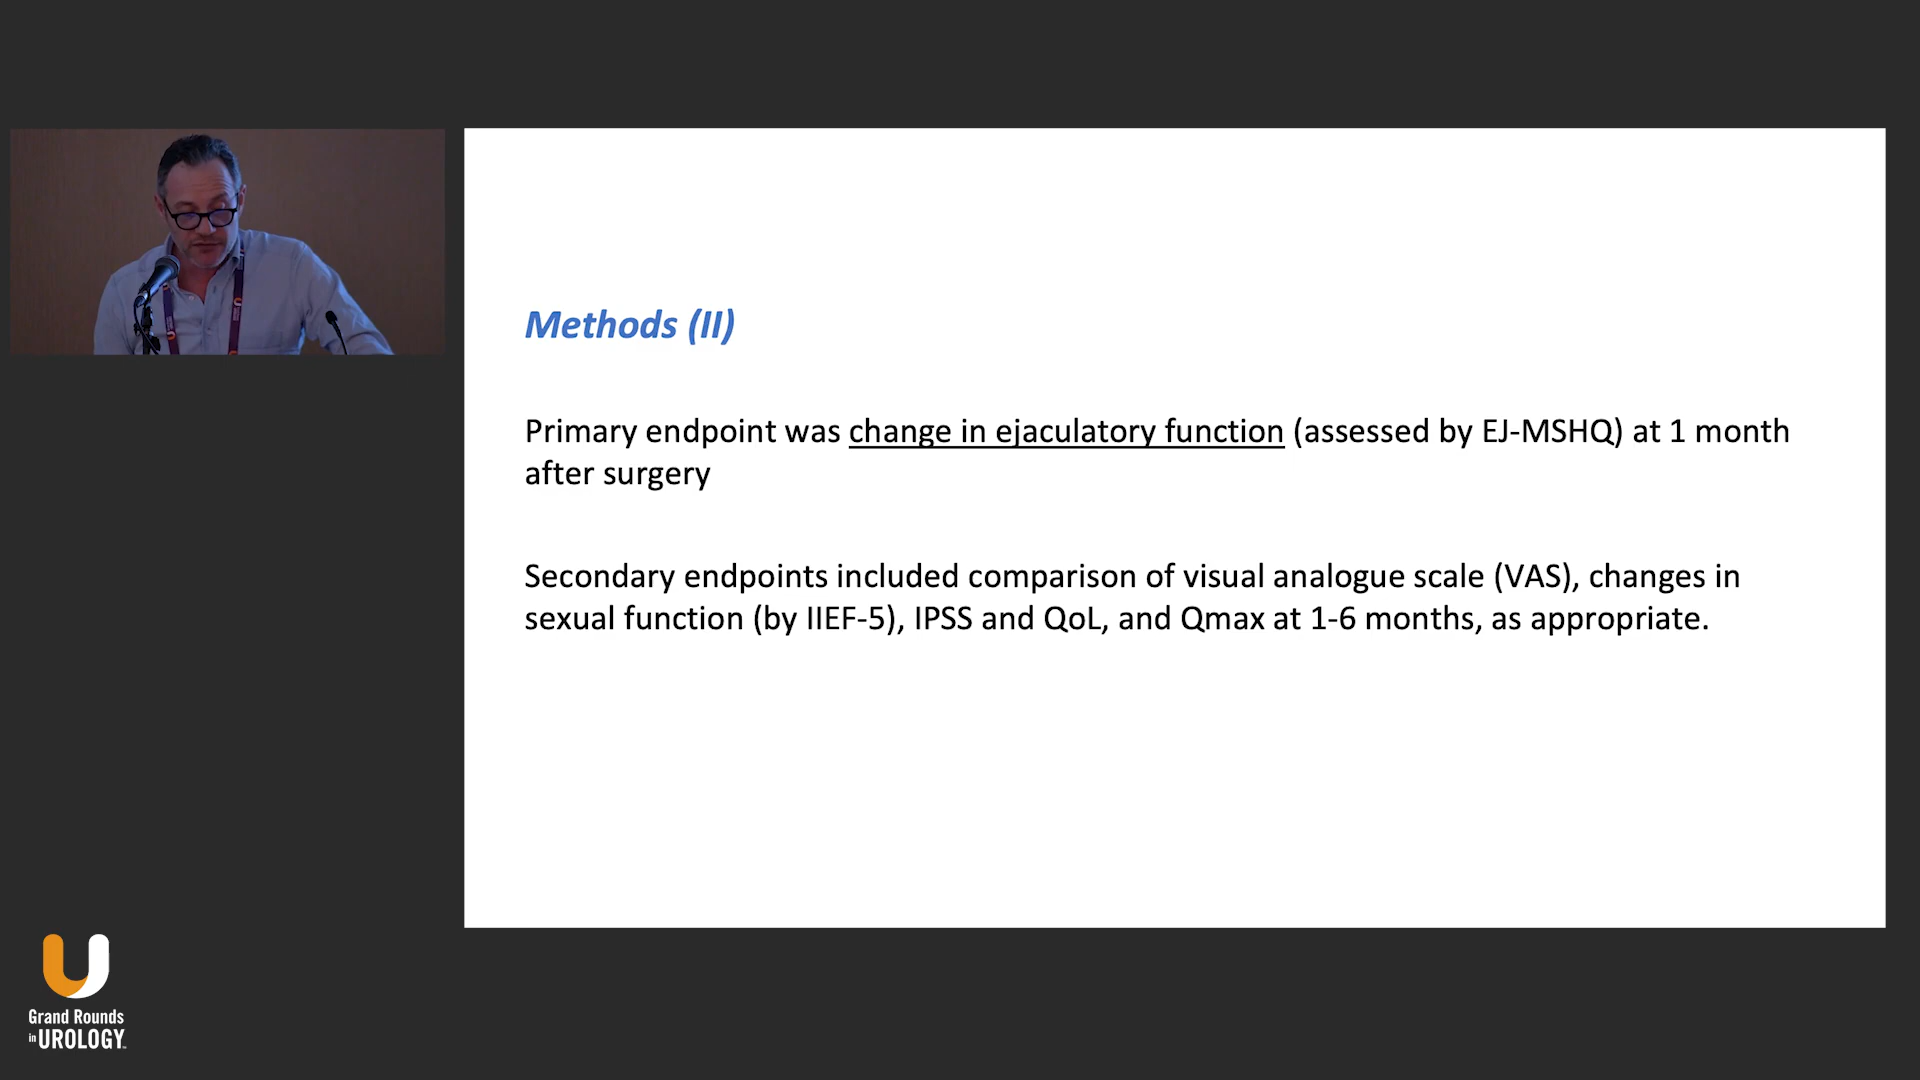 Methods (II)
Primary endpoint was change in ejaculatory function (assessed by EJ-MSHQ) at 1 month
after surgery
Secondary endpoints included comparison of visual analogue scale (VAS), changes in
sexual function (by IIEF-5), IPSS and QoL, and Qmax at 1-6 months, as appropriate.
Grand Rounds
in UROLOGY